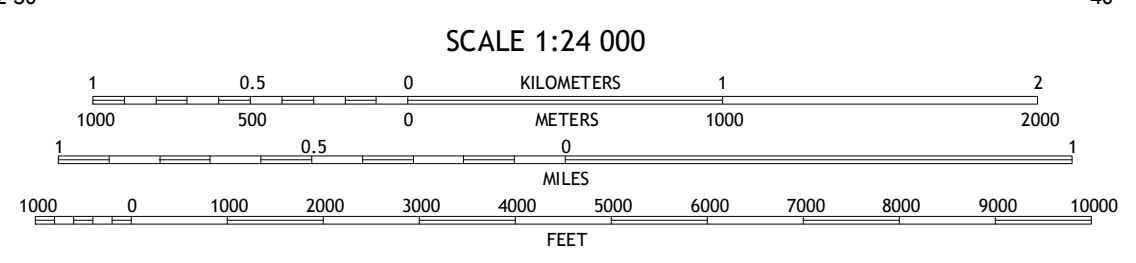 SCALE 1:24 000
1 0.5 0 KILOMETERS 1 2
1000 500 0 METERS 1000 2000
1 0.5 0 1
MILES
1000 0 1000 2000 3000 4000 5000 6000 7000 8000 9000 10000
FEET